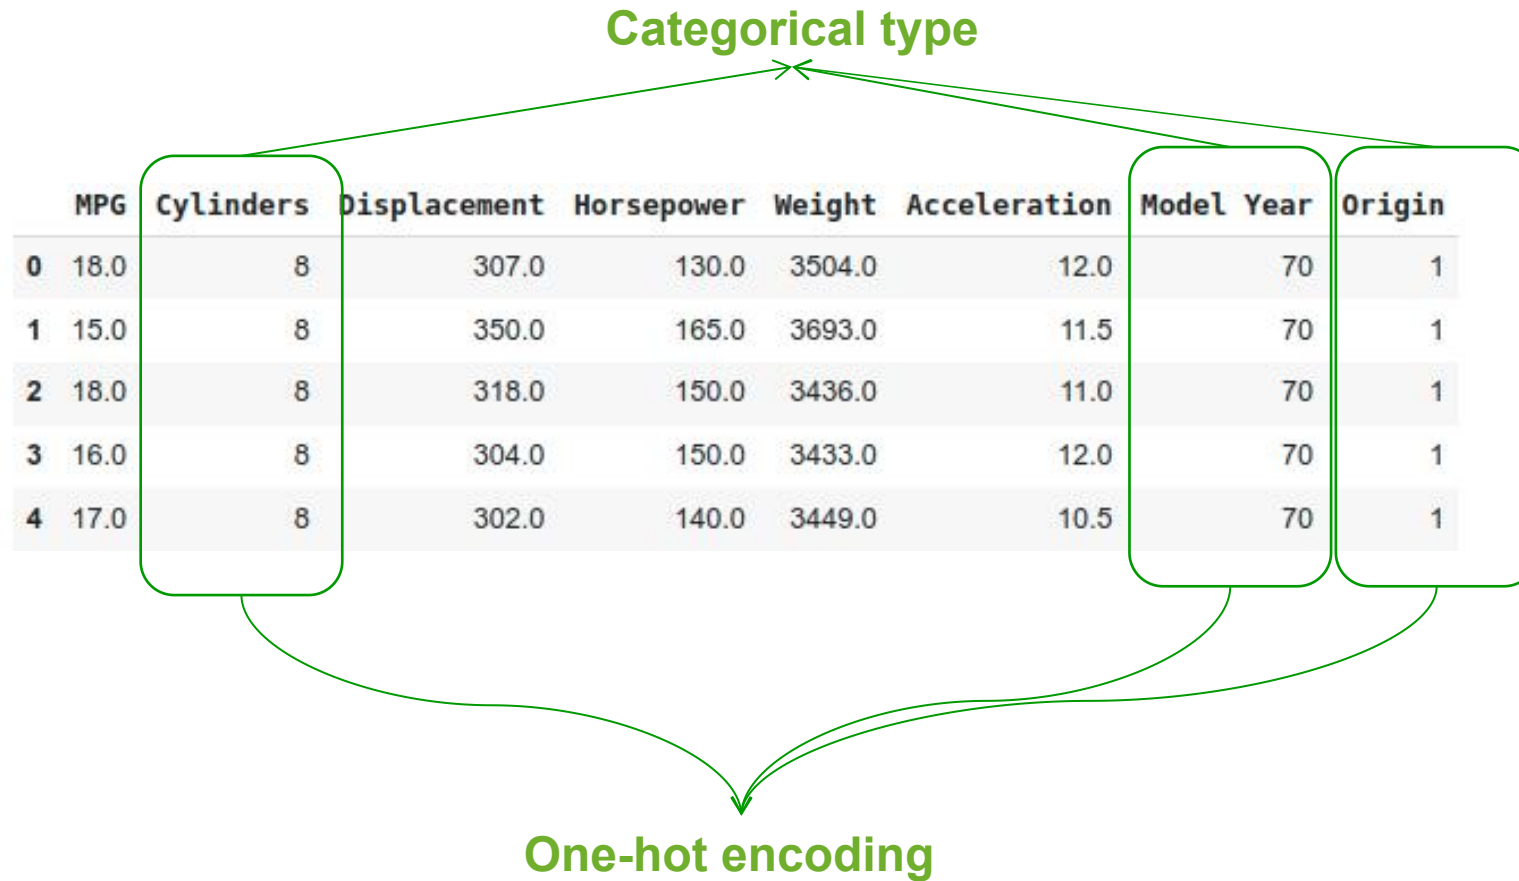 Categorical type
MPG Cylinders Displacement Horsepower Weight Acceleration Model Year Origin
0 18.0 8 307.0 130.0 3504.0 12.0 70 1
1 15.0 8 350.0 165.0 3693.0 11.5 70 1
2 18.0 8 318.0 150.0 3436.0 11.0 70 1
3 16.0 8 304.0 150.0 3433.0 12.0 70 1
4 17.0 8 302.0 140.0 3449.0 10.5 70 1
One-hot encoding